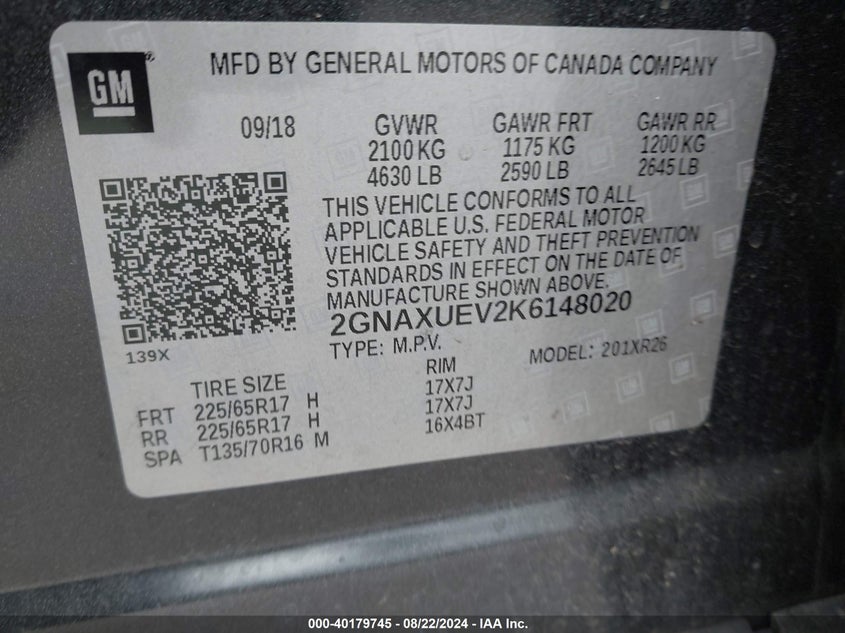 GM®
MFD BY GENERAL MOTORS OF CANADA COMPANY
09/18 GVWR GAWR FRT GAWR RR
2100 KG 1175 KG 1200 KG
4630 LB 2590 LB 2645 LB
THIS VEHICLE CONFORMS TO ALL
APPLICABLE U.S. FEDERAL MOTOR
VEHICLE SAFETY AND THEFT PREVENTION
STANDARDS IN EFFECT ON THE DATE OF
MANUFACTURE SHOWN ABOVE.
2GNAXUEV2K6148020
139X
TYPE: M.P.V. MODEL: 201XR26
TIRE SIZE RIM
FRT 225/65R17 H 17X7J
RR 225/65R17 H 17X7J
SPA T135/70R16 M 16X4BT
000-40179745 - 08/22/2024 - IAA Inc.